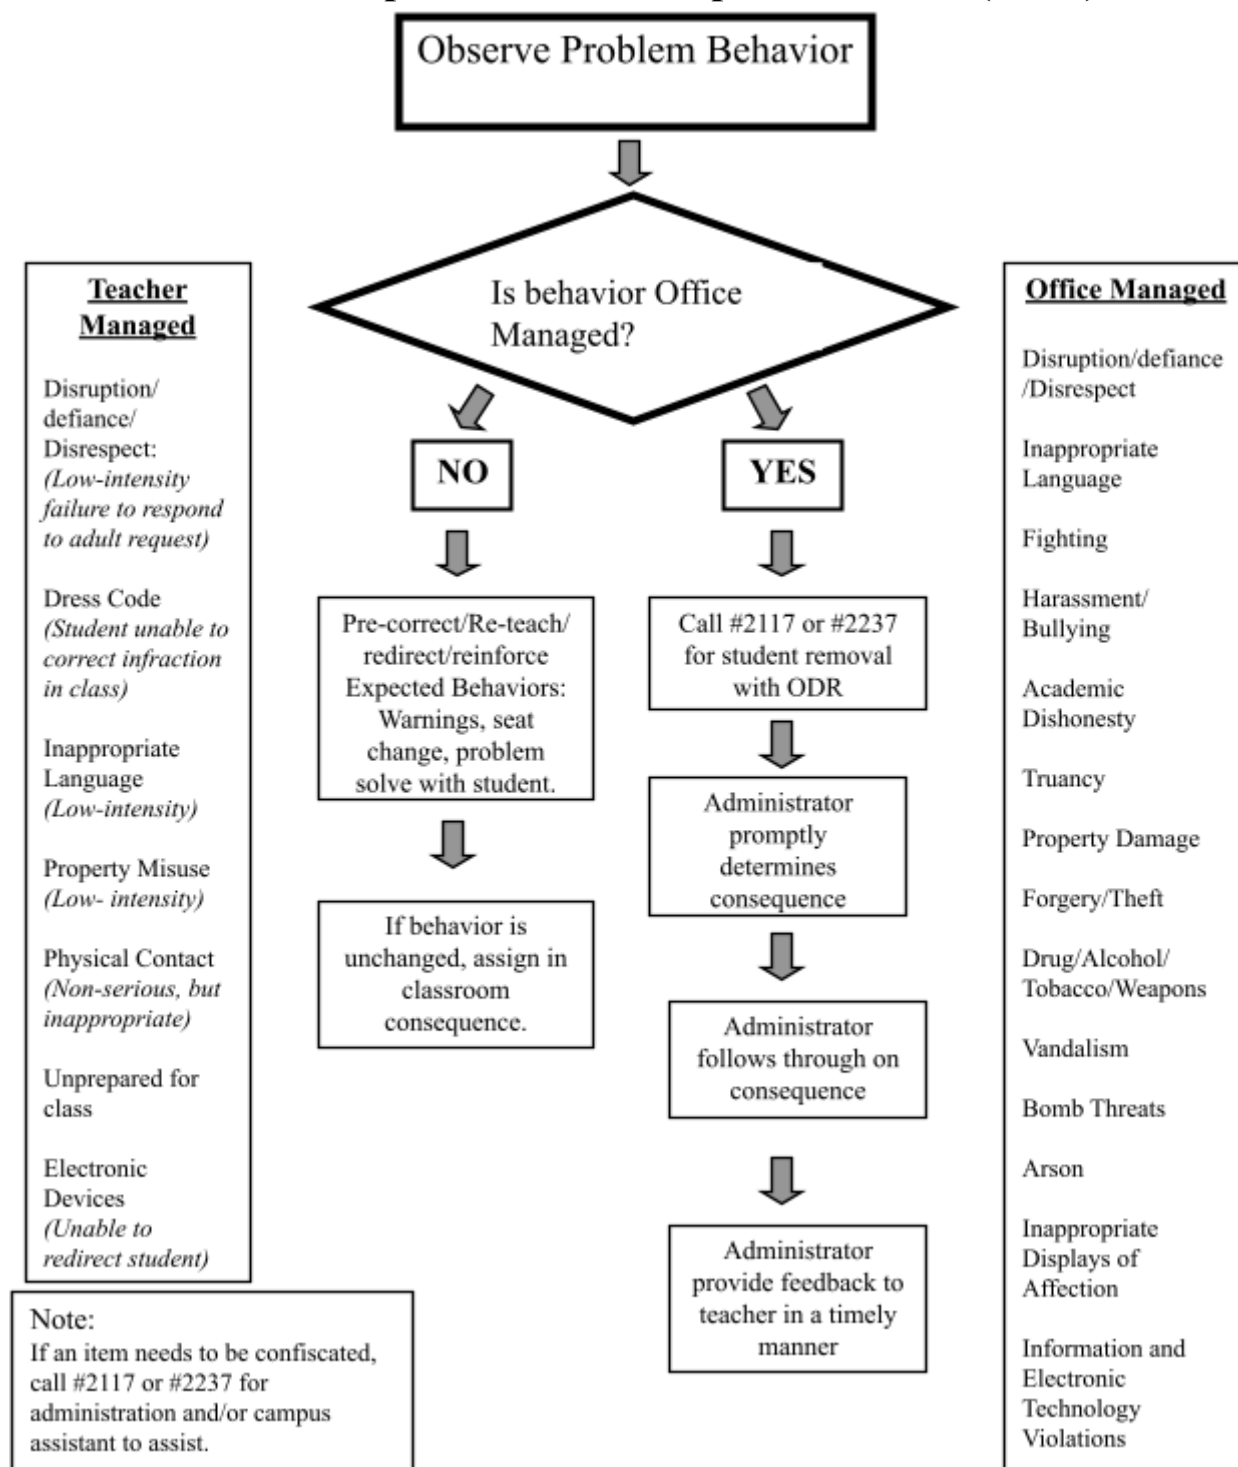 Observe Problem Behavior
Is behavior Office
Managed?
Teacher
Managed
Disruption/
defiance/
Disrespect:
(Low-intensity
failure to respond
to adult request)
Dress Code
(Student unable to
correct infraction
in class)
Inappropriate
Language
(Low-intensity)
Property Misuse
(Low- intensity)
Physical Contact
(Non-serious, but
inappropriate)
Unprepared for
class
Electronic
Devices
(Unable to
redirect student)
Note:
If an item needs to be confiscated,
call #2117 or #2237 for
administration and/or campus
assistant to assist.
NO
Pre-correct/Re-teach/
redirect/reinforce
Expected Behaviors:
Warnings, seat
change, problem
solve with student.
If behavior is
unchanged, assign in
classroom
consequence.
YES
Call #2117 or #2237
for student removal
with ODR
Administrator
promptly
determines
consequence
Administrator
follows through on
consequence
Administrator
provide feedback to
teacher in a timely
manner
Office Managed
Disruption/defiance
/Disrespect
Inappropriate
Language
Fighting
Harassment/
Bullying
Academic
Dishonesty
Truancy
Property Damage
Forgery/Theft
Drug/Alcohol/
Tobacco/Weapons
Vandalism
Bomb Threats
Arson
Inappropriate
Displays of
Affection
Information and
Electronic
Technology
Violations